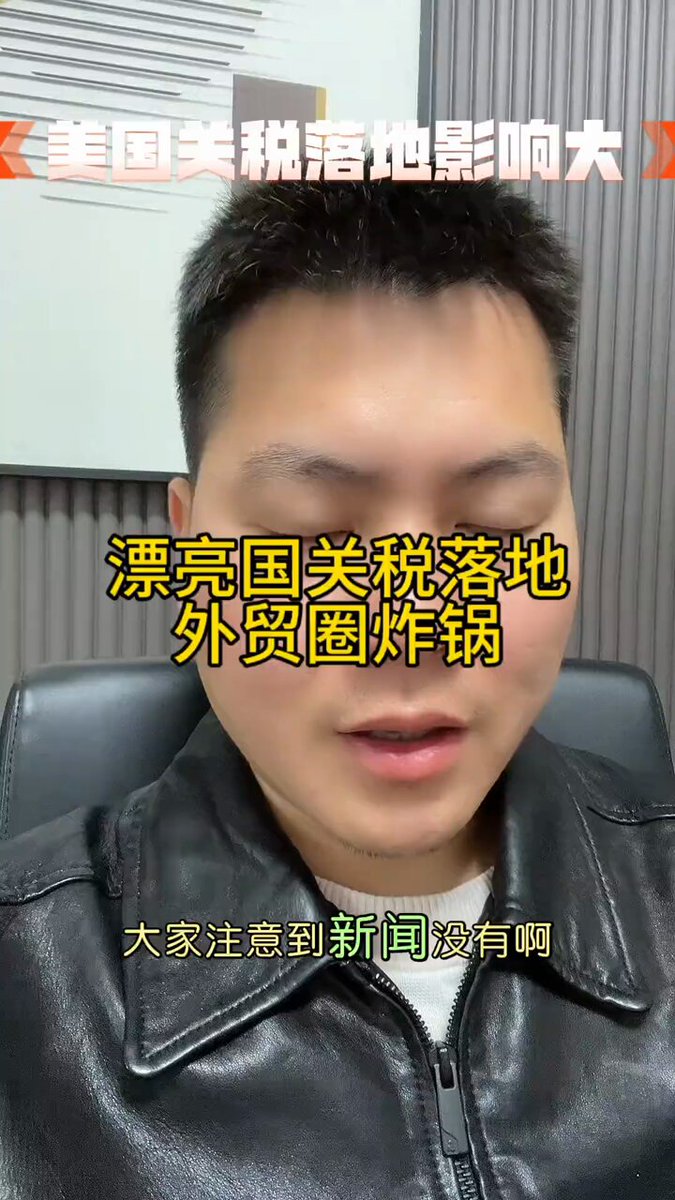 美国关税落地影响大
漂亮国关税落地
外贸圈炸锅
大家注意到新闻没有啊